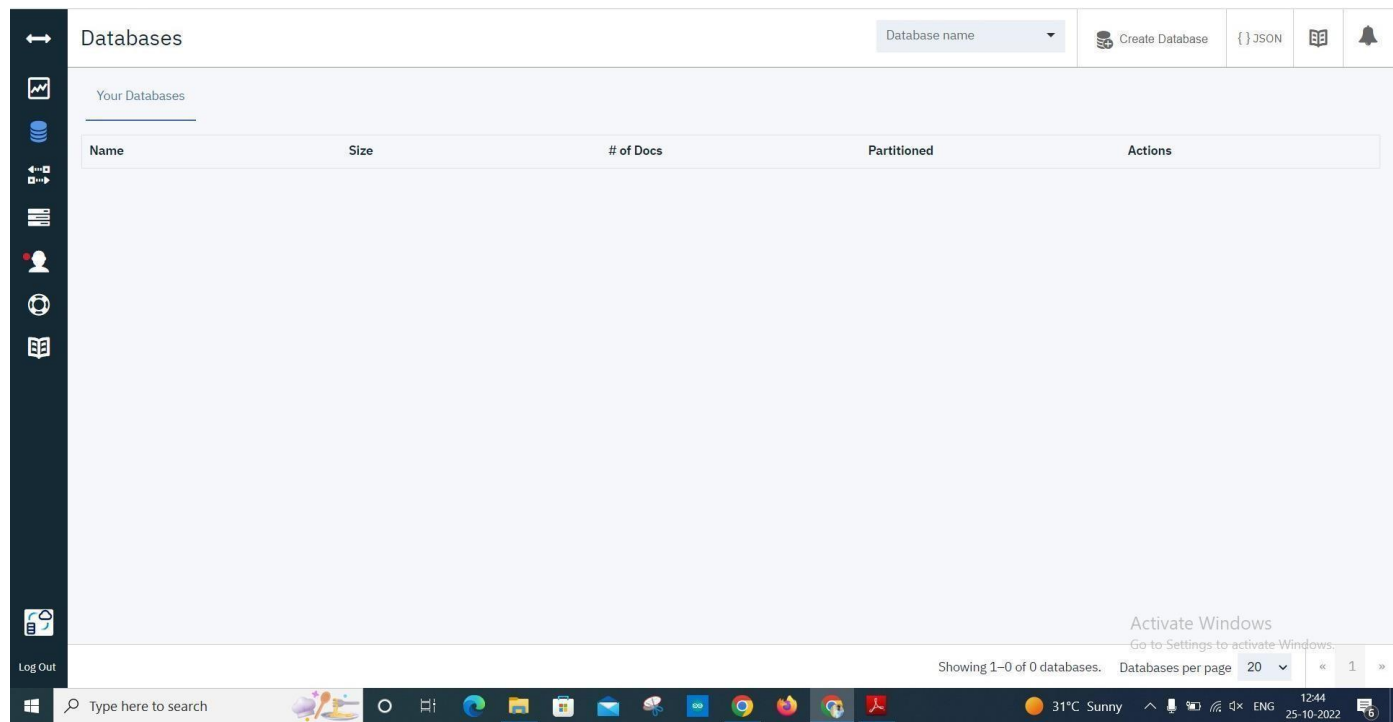 Databases
Database name
Create Database
{ } JSON
Your Databases
Name Size # of Docs Partitioned Actions
Activate Windows
Go to Settings to activate Windows.
Log Out
Showing 1–0 of 0 databases. Databases per page 20 « 1 »
Type here to search
31°C Sunny
ENG
12:44
25-10-2022
6